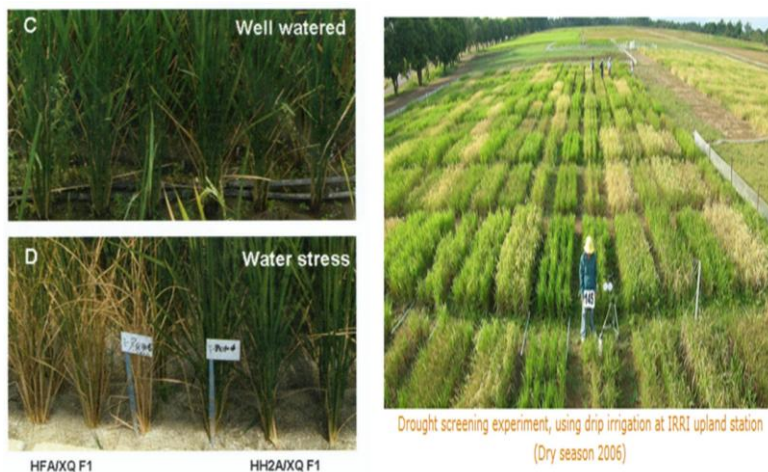 C
Well watered
D
Water stress
HFA/XQ F1
HH2A/XQ F1
145
Drought screening experiment, using drip irrigation at IRRI upland station
(Dry season 2006)